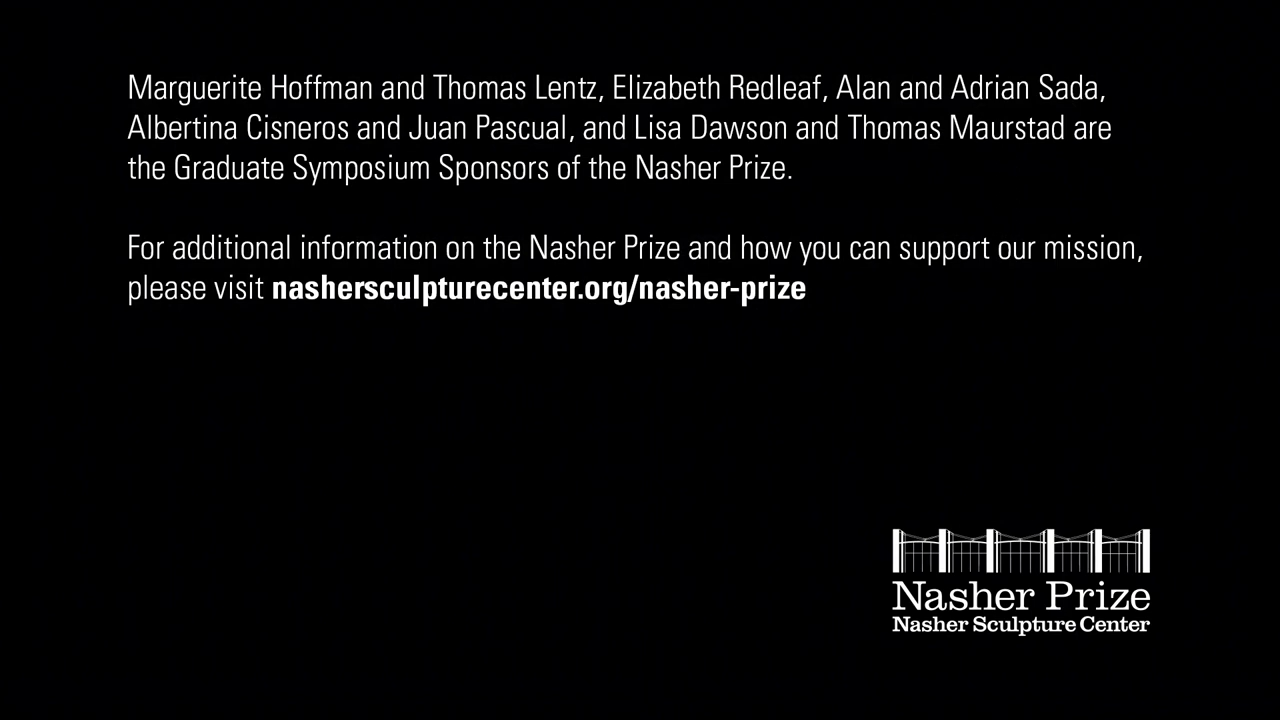 Marguerite Hoffman and Thomas Lentz, Elizabeth Redleaf, Alan and Adrian Sada,
Albertina Cisneros and Juan Pascual, and Lisa Dawson and Thomas Maurstad are
the Graduate Symposium Sponsors of the Nasher Prize.
For additional information on the Nasher Prize and how you can support our mission,
please visit nashersculpturecenter.org/nasher-prize
Nasher Prize
Nasher Sculpture Center